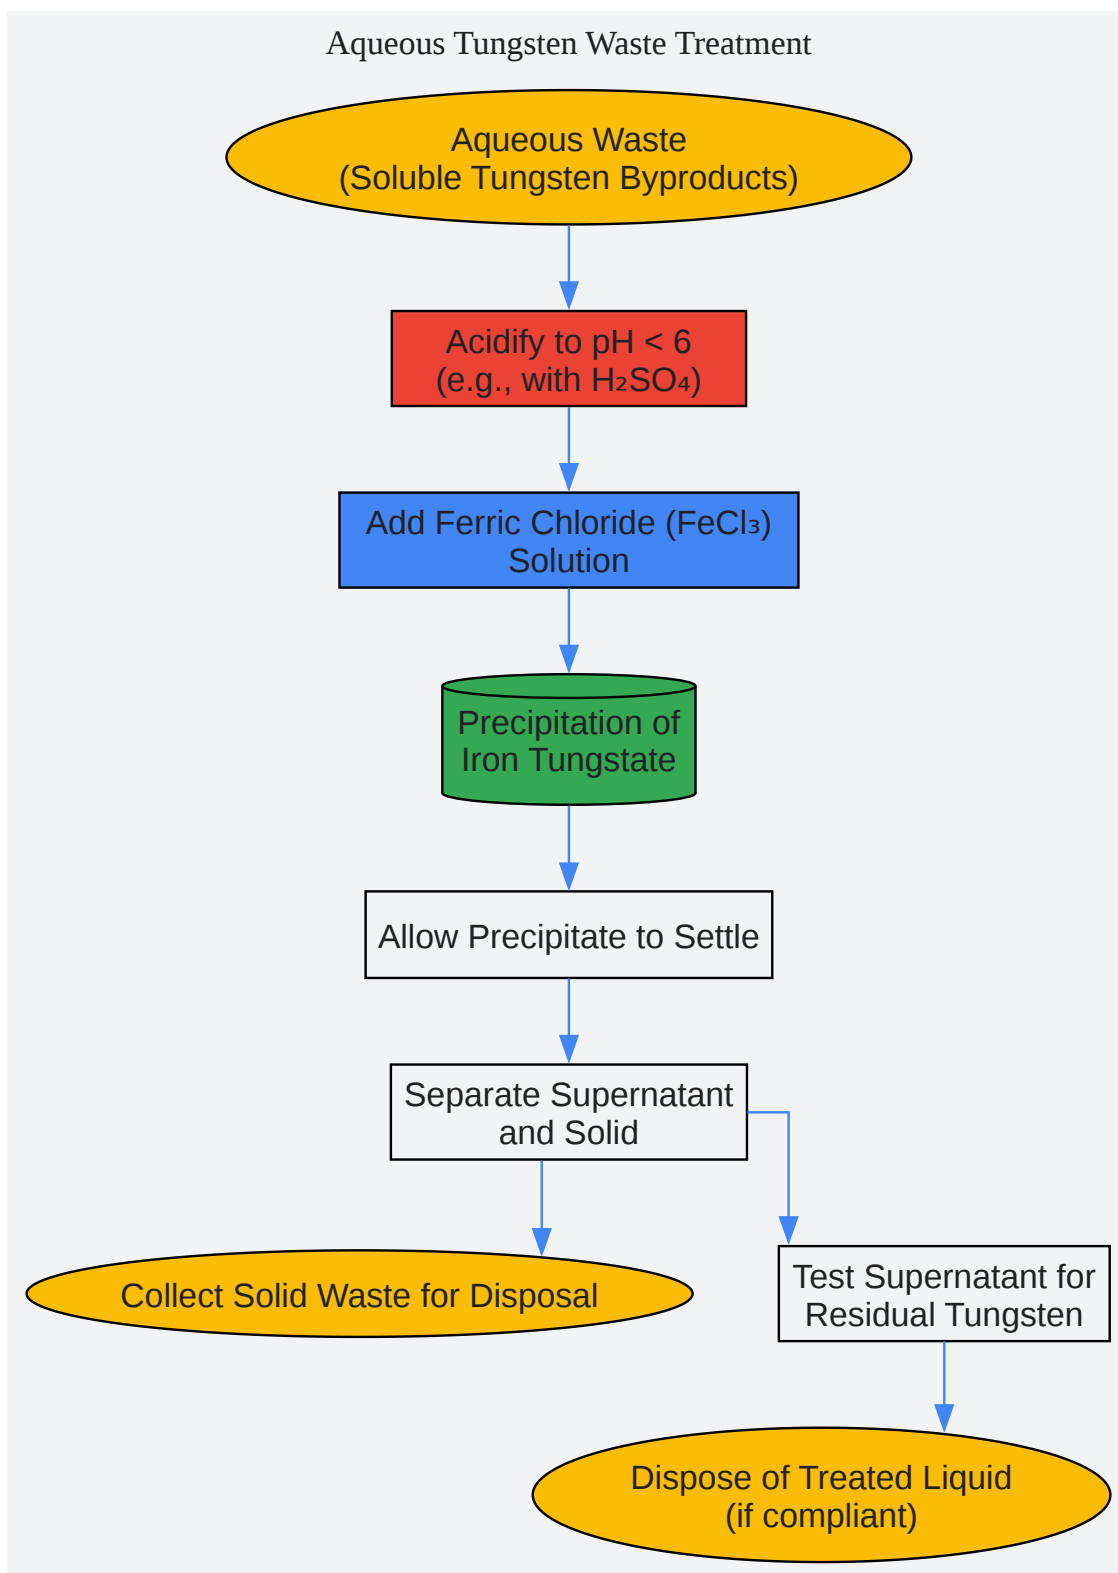 Aqueous Tungsten Waste Treatment
Aqueous Waste
(Soluble Tungsten Byproducts)
Acidify to pH < 6
(e.g., with H₂SO₄)
Add Ferric Chloride (FeCl₃)
Solution
Precipitation of
Iron Tungstate
Allow Precipitate to Settle
Separate Supernatant
and Solid
Collect Solid Waste for Disposal
Test Supernatant for
Residual Tungsten
Dispose of Treated Liquid
(if compliant)